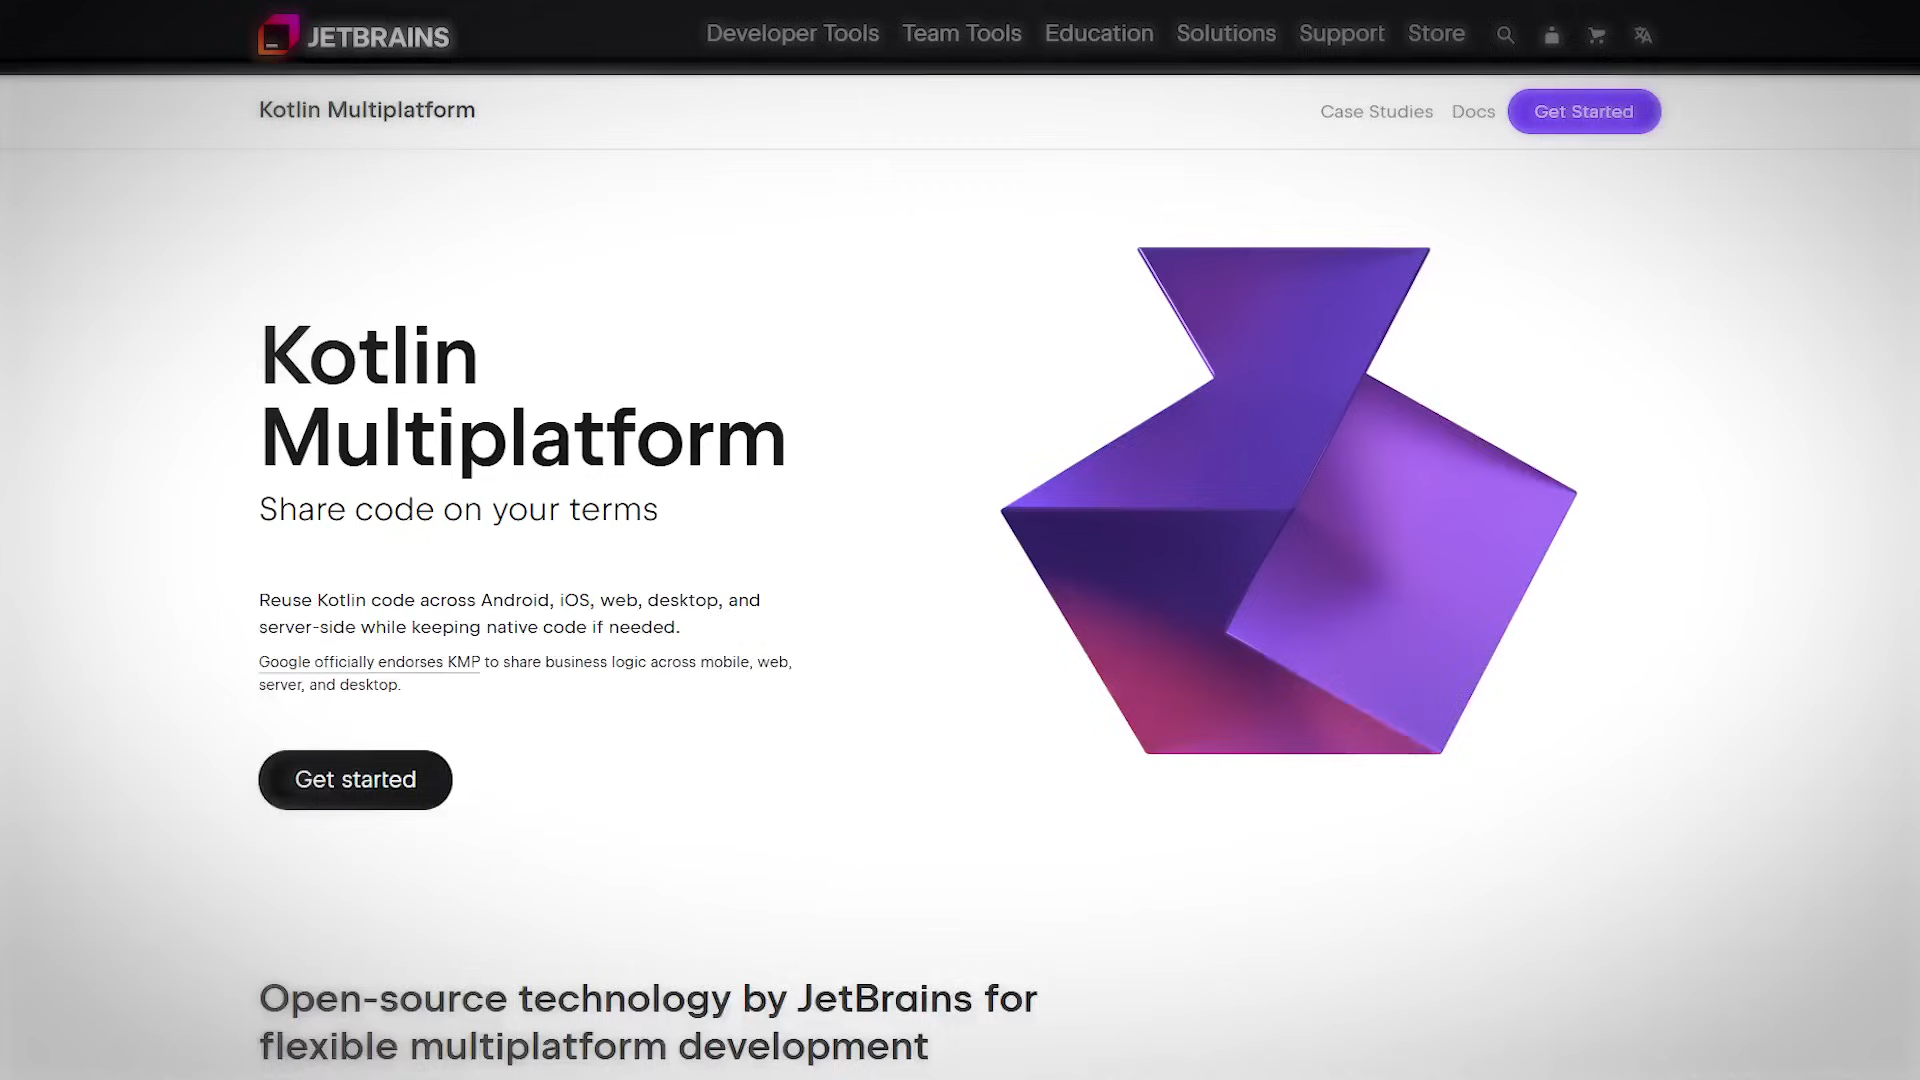 JETBRAINS
Developer Tools Team Tools Education Solutions Support Store
Kotlin Multiplatform
Case Studies Docs Get Started
Kotlin
Multiplatform
Share code on your terms
Reuse Kotlin code across Android, iOS, web, desktop, and
server-side while keeping native code if needed.
Google officially endorses KMP to share business logic across mobile, web,
server, and desktop.
Get started
Open-source technology by JetBrains for
flexible multiplatform development